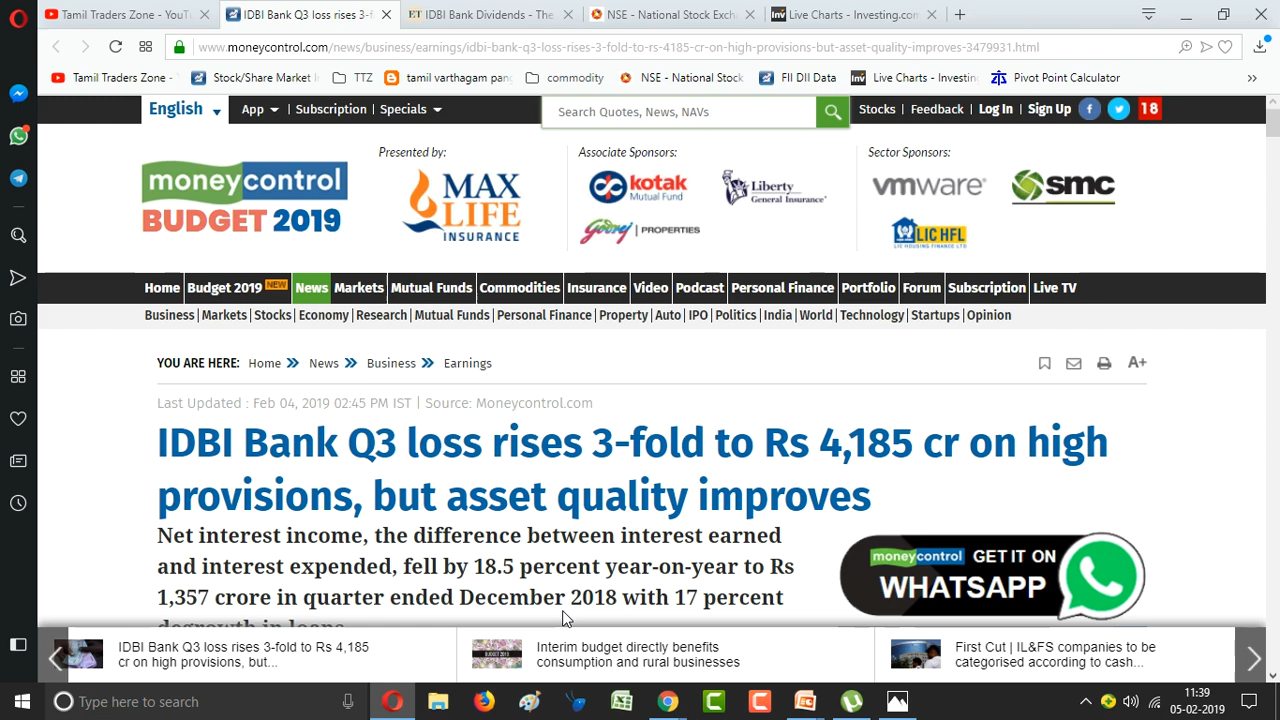 Tamil Traders Zone - YouT
IDBI Bank Q3 loss rises 3-f
IDBI Bank Dividends - The
NSE - National Stock Exch
Live Charts - Investing.com
www.moneycontrol.com/news/business/earnings/idbi-bank-q3-loss-rises-3-fold-to-rs-4185-cr-on-high-provisions-but-asset-quality-improves-3479931.html
Tamil Traders Zone -
Stock/Share Market
TTZ
tamil varthagam pan
commodity
NSE - National Stock
FII DII Data
Live Charts - Investin
Pivot Point Calculator
English
App | Subscription | Specials
Search Quotes, News, NAVs
Stocks | Feedback | Log In | Sign Up
18
Presented by:
Associate Sponsors:
Sector Sponsors:
moneycontrol
BUDGET 2019
MAX
LIFE
INSURANCE
kotak
Mutual Fund
Liberty
General Insurance
Godrej | PROPERTIES
vmware
smc
LIC HFL
LIC HOUSING FINANCE LTD
Home Budget 2019 NEW News Markets Mutual Funds Commodities Insurance Video Podcast Personal Finance Portfolio Forum Subscription Live TV
Business | Markets | Stocks | Economy | Research | Mutual Funds | Personal Finance | Property | Auto | IPO | Politics | India | World | Technology | Startups | Opinion
YOU ARE HERE: Home News Business Earnings
A+
Last Updated : Feb 04, 2019 02:45 PM IST | Source: Moneycontrol.com
IDBI Bank Q3 loss rises 3-fold to Rs 4,185 cr on high
provisions, but asset quality improves
Net interest income, the difference between interest earned
and interest expended, fell by 18.5 percent year-on-year to Rs
1,357 crore in quarter ended December 2018 with 17 percent
degrowth in loans
moneycontrol GET IT ON
WHATSAPP
IDBI Bank Q3 loss rises 3-fold to Rs 4,185
cr on high provisions, but...
Interim budget directly benefits
consumption and rural businesses
First Cut | IL&FS companies to be
categorised according to cash...
Type here to search
11:39
05-02-2019